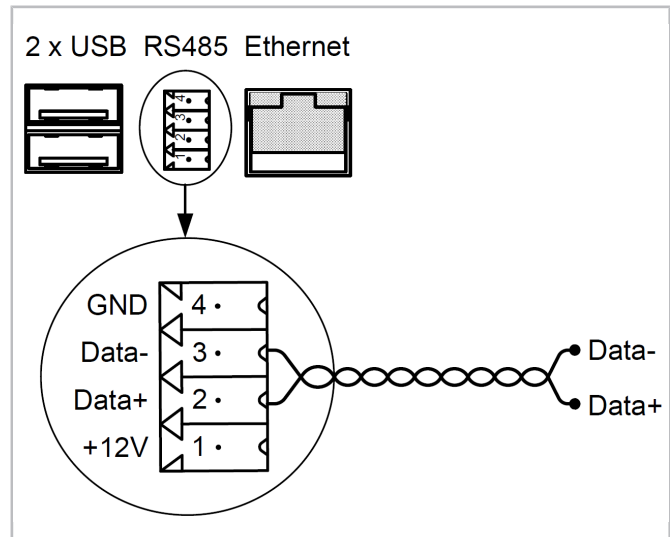 2 x USB RS485 Ethernet
4
3
2
1
GND 4
Data- 3 Data-
Data+ 2 Data+
+12V 1